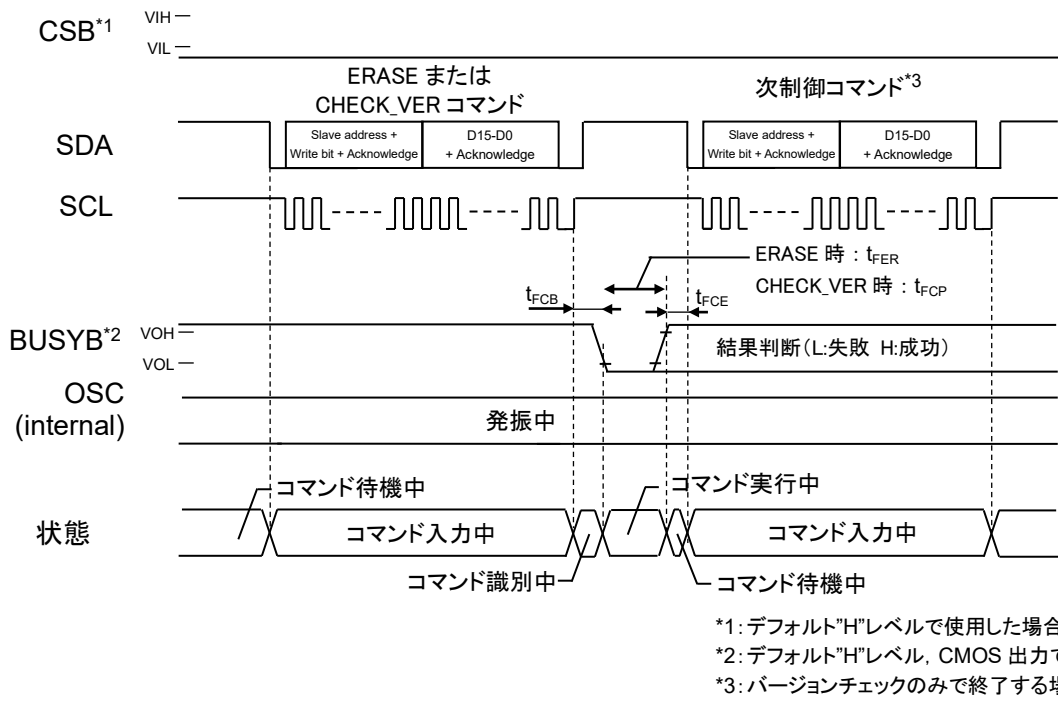 CSB*1
VIH
VIL
ERASE または
CHECK_VER コマンド
次制御コマンド*3
SDA
Slave address +
Write bit + Acknowledge
D15-D0
+ Acknowledge
Slave address +
Write bit + Acknowledge
D15-D0
+ Acknowledge
SCL
ERASE 時 : tFER
CHECK_VER 時 : tFCP
tFCB
tFCE
BUSYB*2
VOH
VOL
結果判断(L:失敗 H:成功)
OSC
(internal)
発振中
コマンド待機中
コマンド実行中
状態
コマンド入力中
コマンド入力中
コマンド識別中
コマンド待機中
*1:デフォルト"H"レベルで使用した場合
*2:デフォルト"H"レベル, CMOS 出力で
*3:バージョンチェックのみで終了する